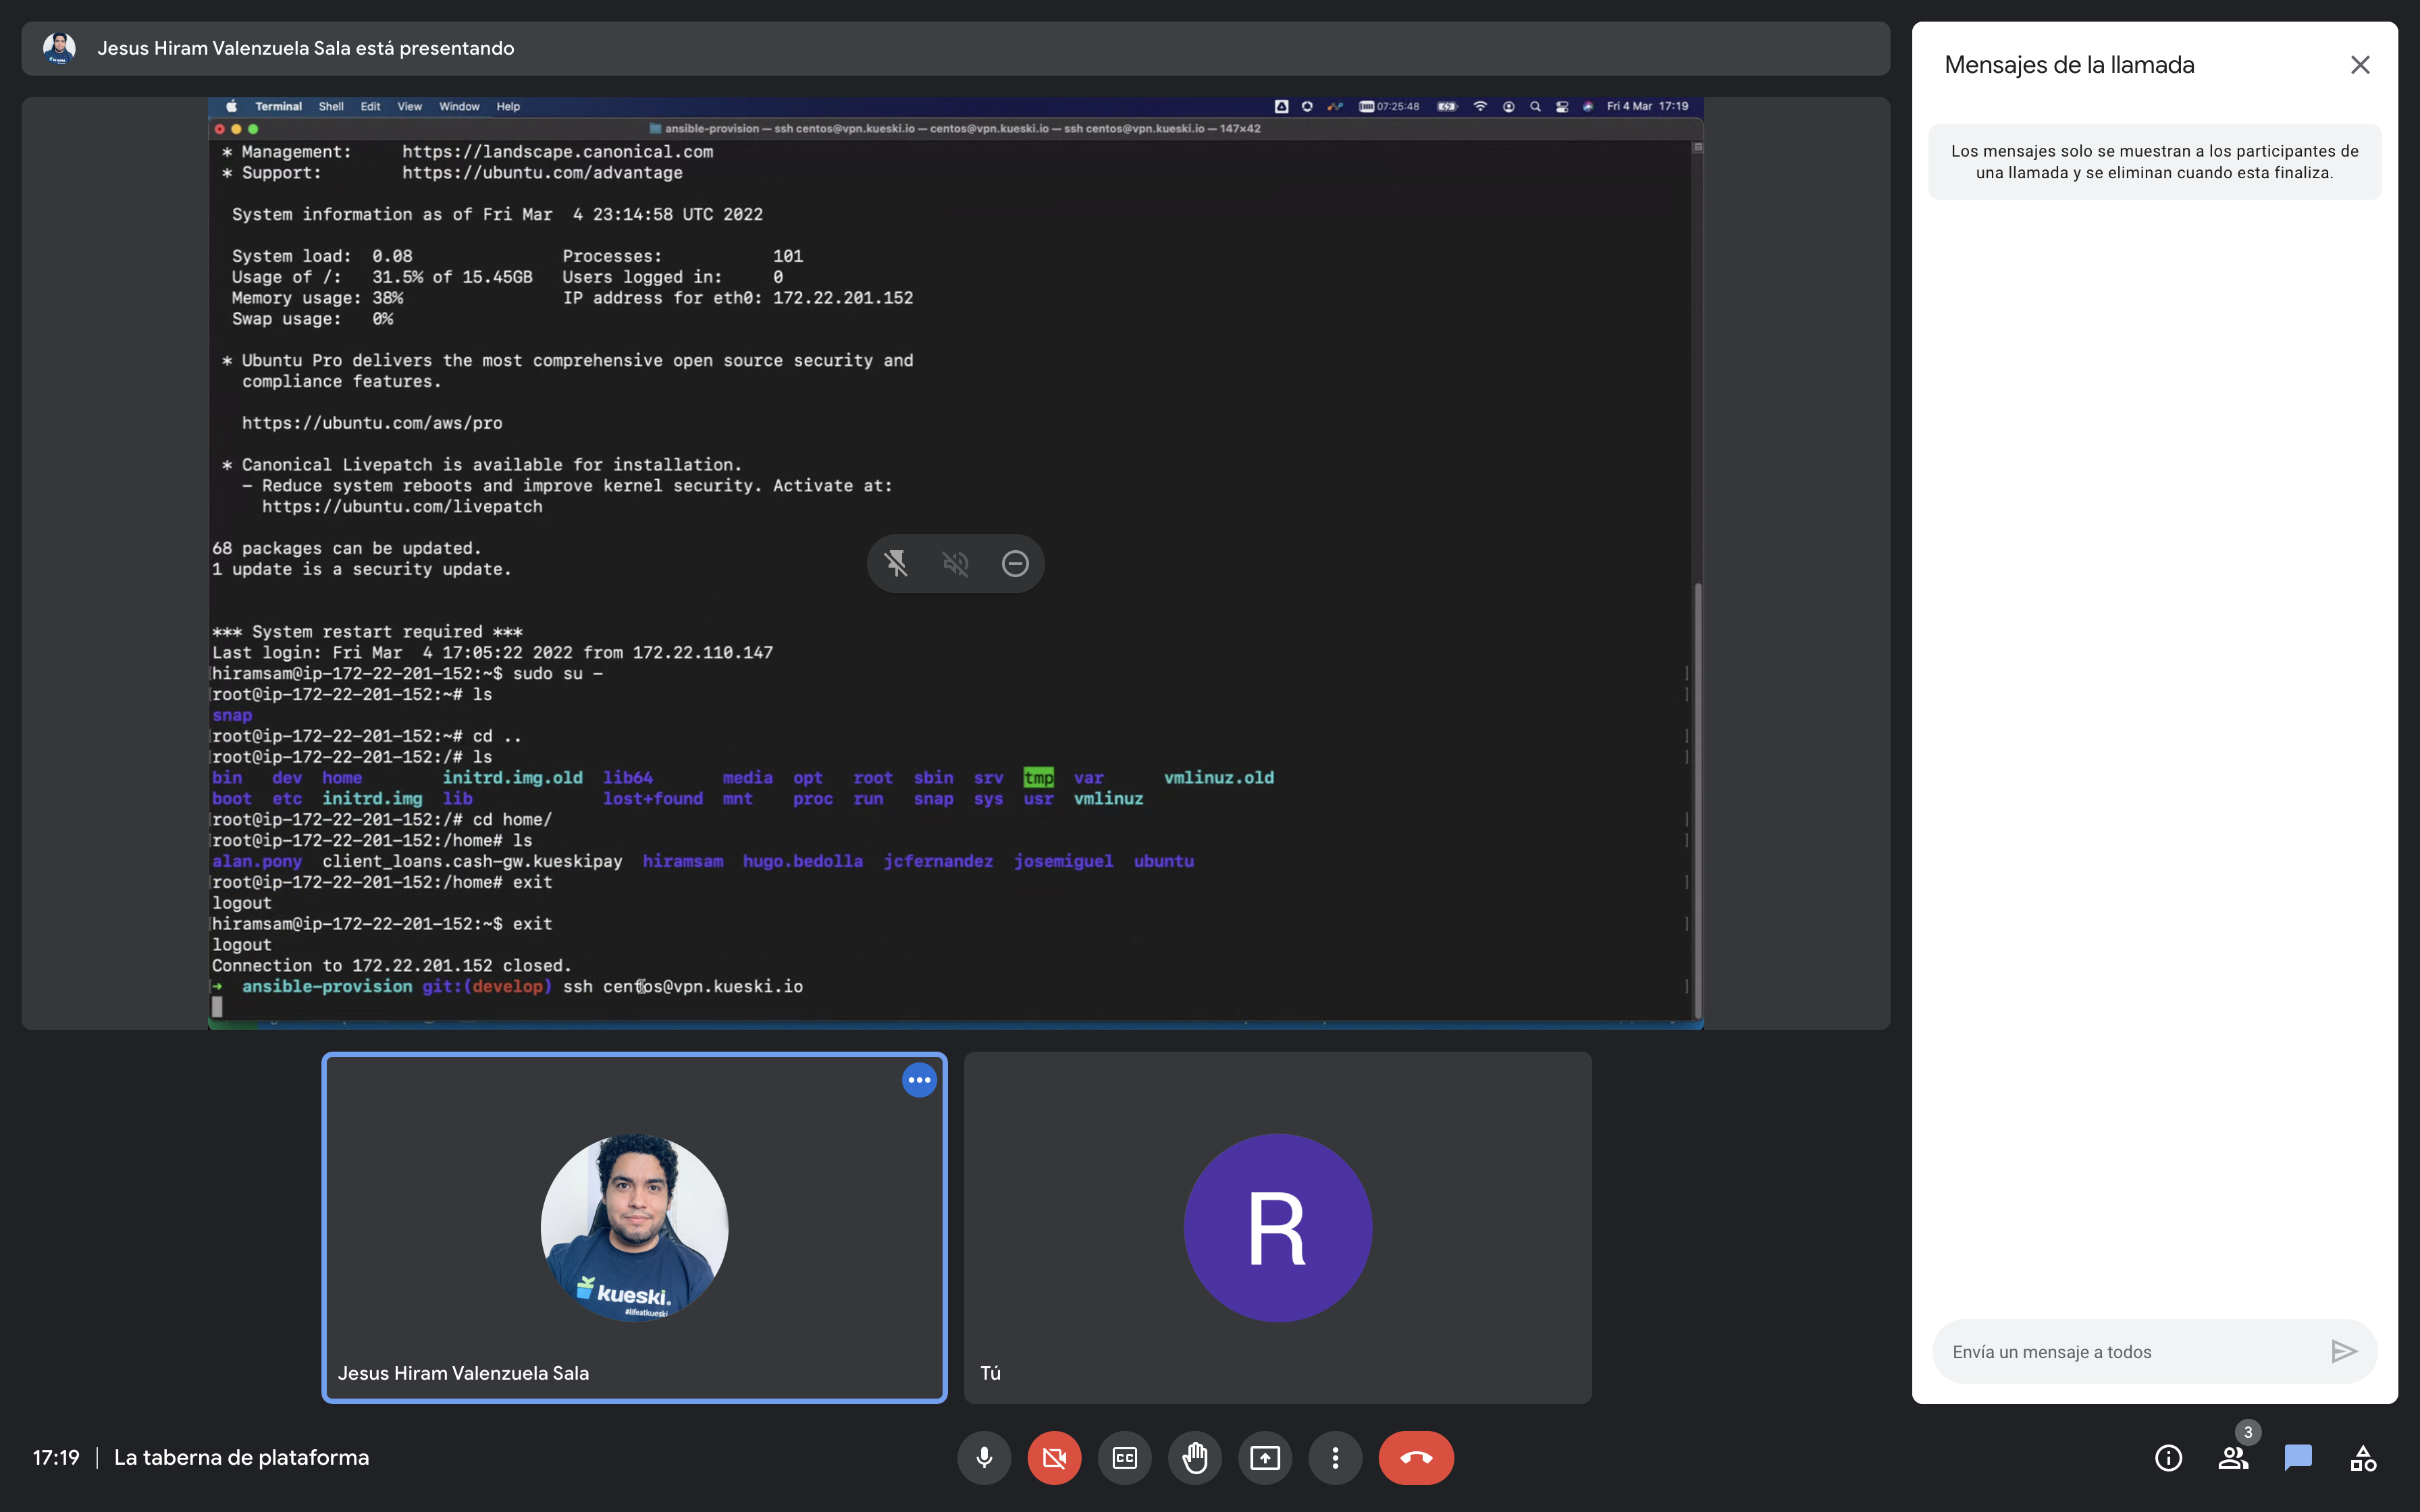 Jesus Hiram Valenzuela Sala está presentando
Terminal Shell Edit View Window Help 07:25:48 Fri 4 Mar 17:19
ansible-provision — ssh centos@vpn.kueski.io — centos@vpn.kueski.io — ssh centos@vpn.kueski.io — 147×42
* Management: https://landscape.canonical.com
* Support: https://ubuntu.com/advantage
System information as of Fri Mar 4 23:14:58 UTC 2022
System load: 0.08 Processes: 101
Usage of /: 31.5% of 15.45GB Users logged in: 0
Memory usage: 38% IP address for eth0: 172.22.201.152
Swap usage: 0%
* Ubuntu Pro delivers the most comprehensive open source security and
compliance features.
https://ubuntu.com/aws/pro
* Canonical Livepatch is available for installation.
- Reduce system reboots and improve kernel security. Activate at:
https://ubuntu.com/livepatch
68 packages can be updated.
1 update is a security update.
*** System restart required ***
Last login: Fri Mar 4 17:05:22 2022 from 172.22.110.147
[hiramsam@ip-172-22-201-152:~$ sudo su - ]
[root@ip-172-22-201-152:~# ls ]
snap
[root@ip-172-22-201-152:~# cd .. ]
[root@ip-172-22-201-152:/# ls ]
bin dev home initrd.img.old lib64 media opt root sbin srv tmp var vmlinuz.old
boot etc initrd.img lib lost+found mnt proc run snap sys usr vmlinuz
[root@ip-172-22-201-152:/# cd home/ ]
[root@ip-172-22-201-152:/home# ls ]
alan.pony client_loans.cash-gw.kueskipay hiramsam hugo.bedolla jcfernandez josemiguel ubuntu
[root@ip-172-22-201-152:/home# exit ]
logout
[hiramsam@ip-172-22-201-152:~$ exit ]
logout
Connection to 172.22.201.152 closed.
[→ ansible-provision git:(develop) ssh centos@vpn.kueski.io ]
kueski.
#lifeatkueski
Jesus Hiram Valenzuela Sala
R
Tú
17:19 | La taberna de plataforma
CC
3
Mensajes de la llamada
Los mensajes solo se muestran a los participantes de
una llamada y se eliminan cuando esta finaliza.
Envía un mensaje a todos